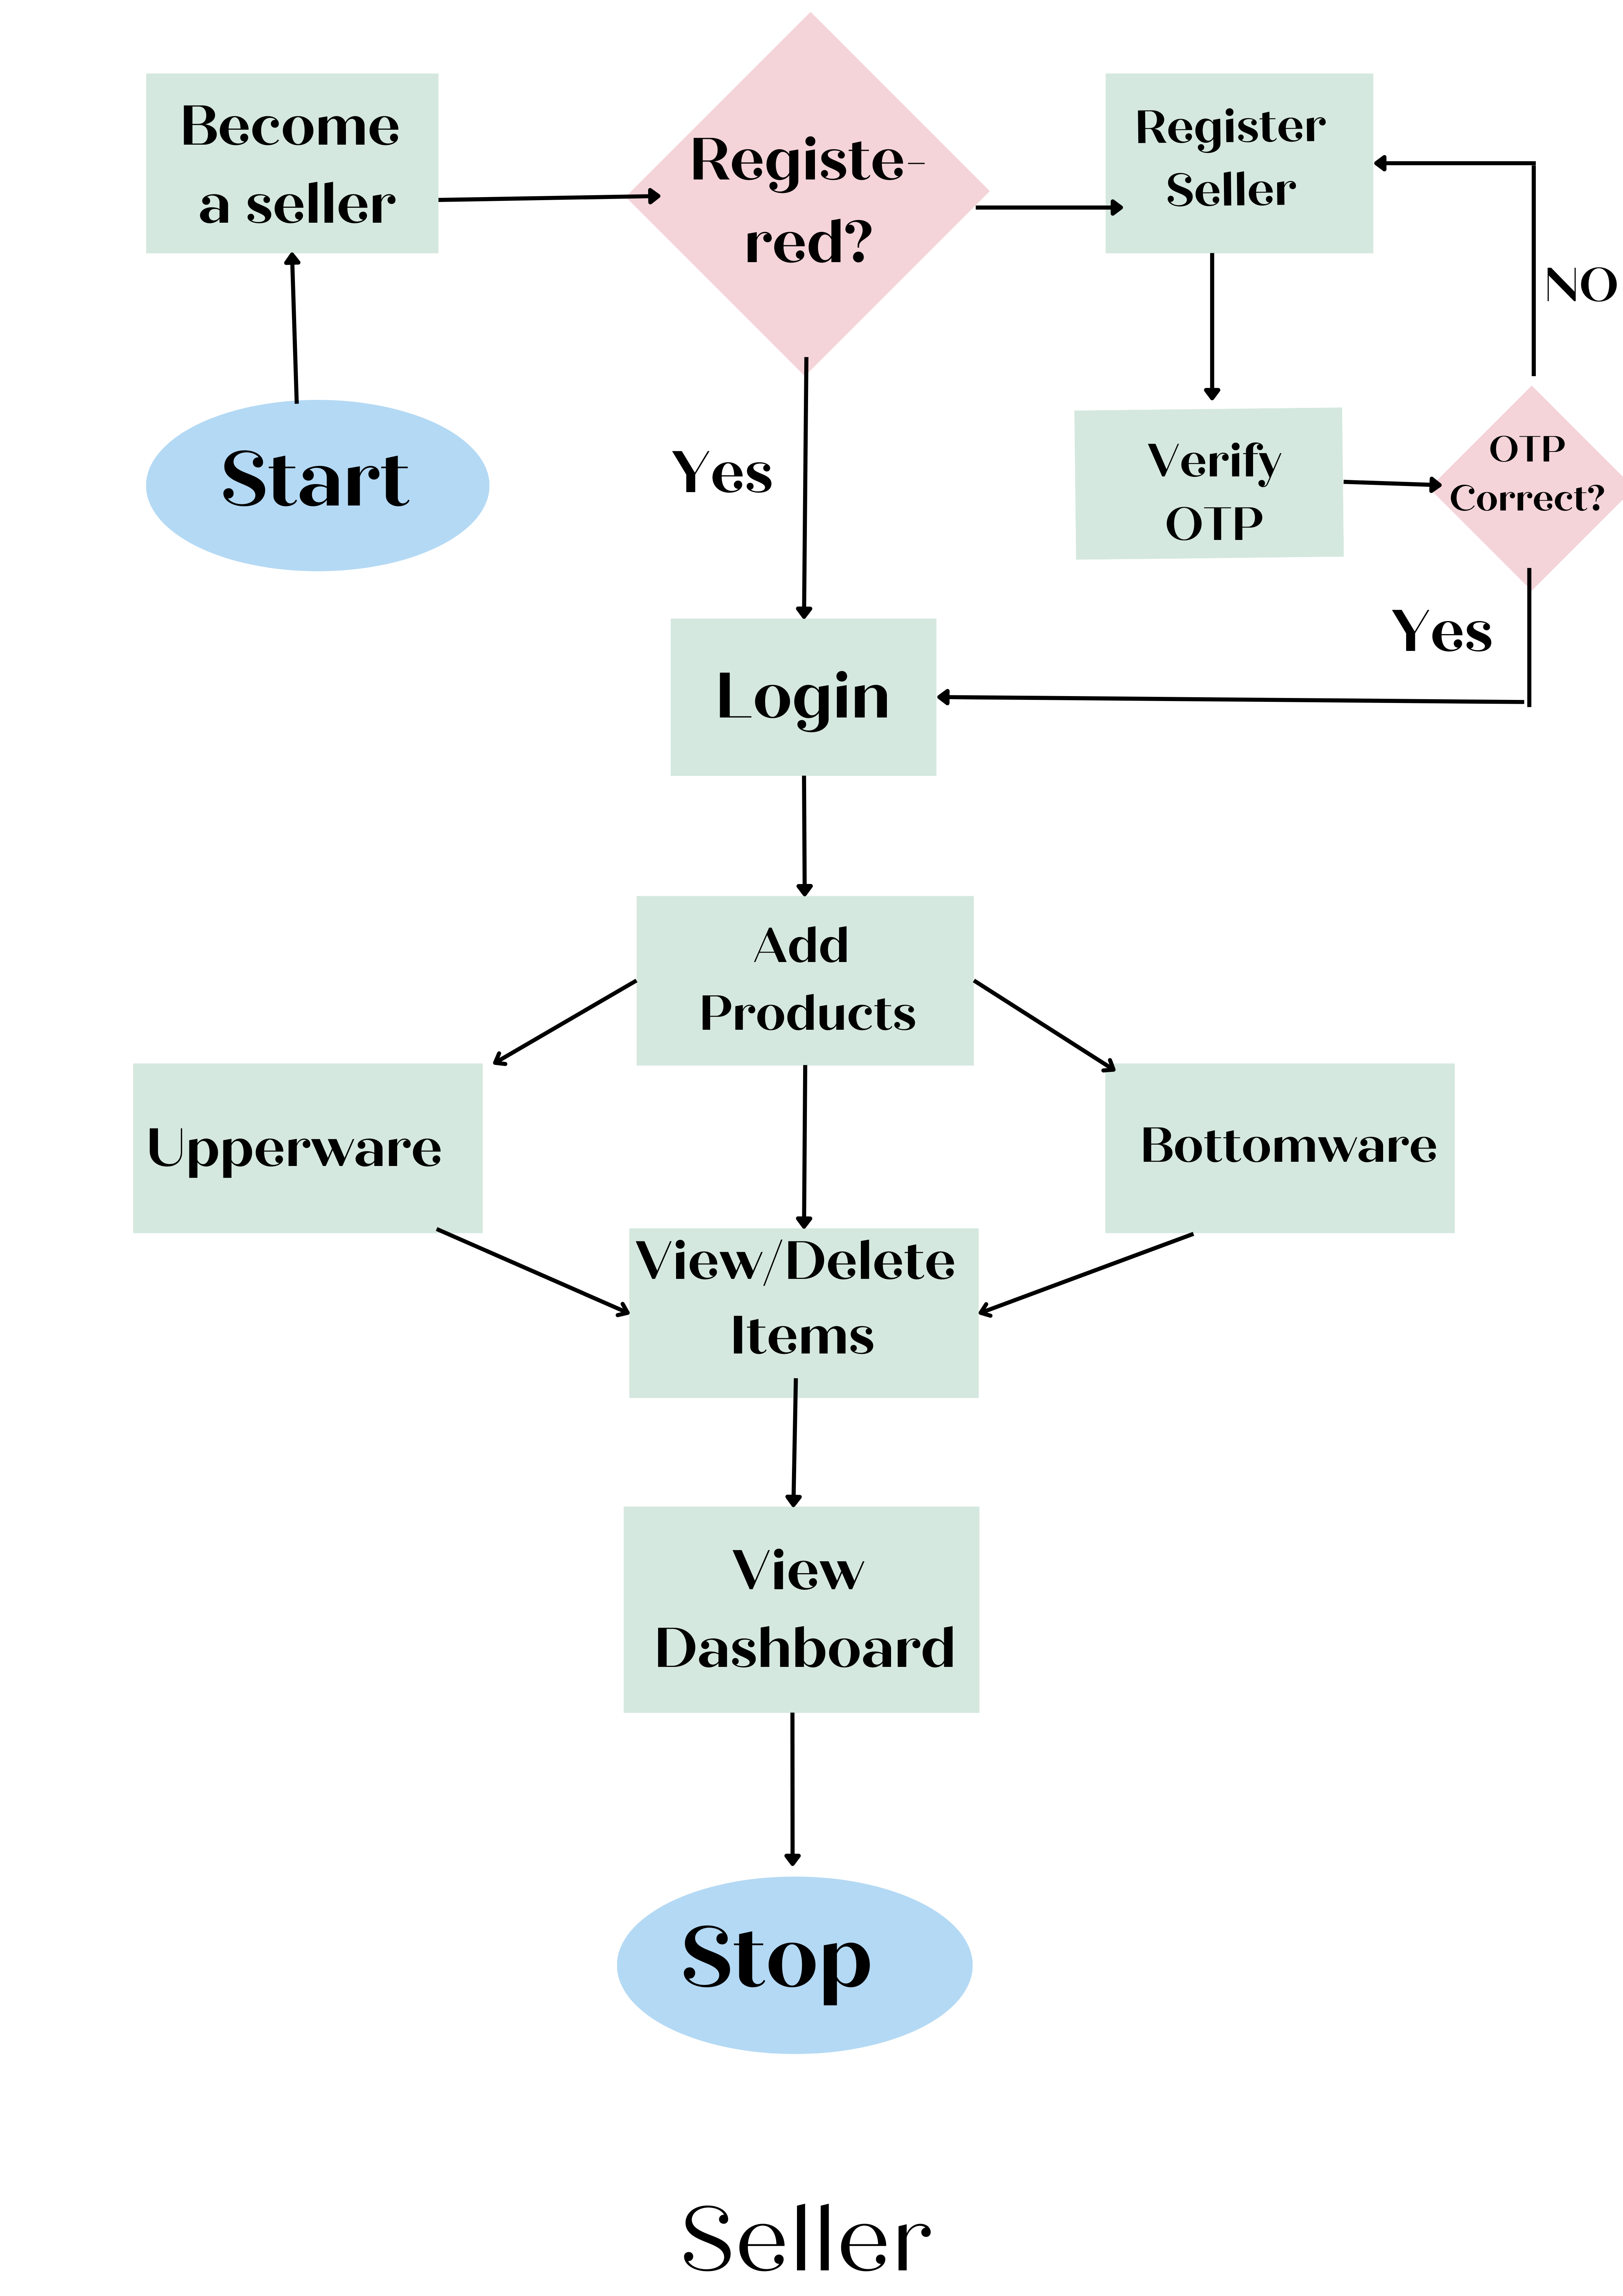 Become
a seller
Registe-
red?
Register
Seller
NO
Start
Yes
Verify
OTP
OTP
Correct?
Yes
Login
Add
Products
Upperware
Bottomware
View/Delete
Items
View
Dashboard
Stop
Seller